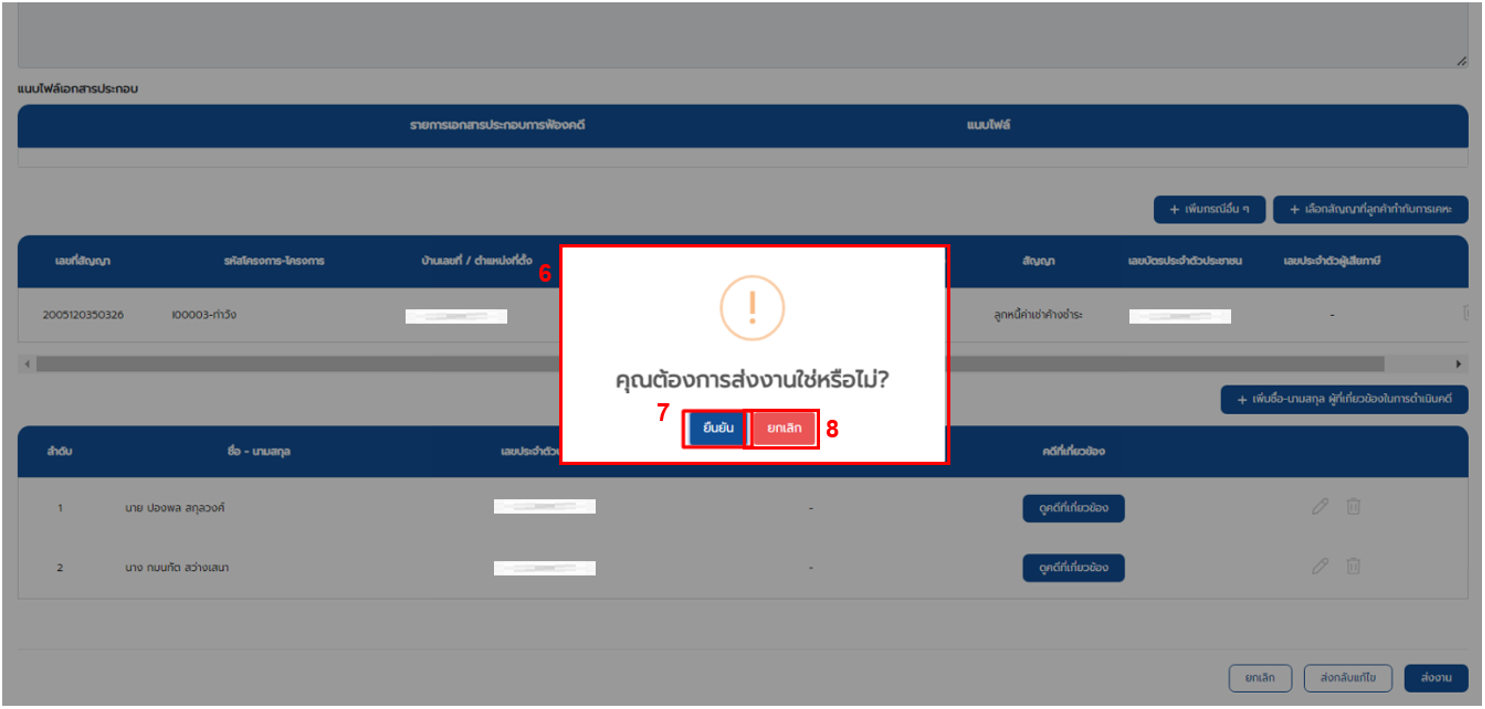 แนบไฟล์เอกสารประกอบ
รายการเอกสารประกอบการฟ้องคดี แนบไฟล์
+ เพิ่มกรณีอื่น ๆ + เลือกสัญญาที่ลูกค้าทำกับการเคหะ
เลขที่สัญญา รหัสโครงการ-โครงการ บ้านเลขที่ / ตำแหน่งที่ตั้ง สัญญา เลขบัตรประจำตัวประชาชน เลขประจำตัวผู้เสียภาษี
6
2005120350326 I00003-ท่าวัง ลูกหนี้ค่าเช่าค้างชำระ -
คุณต้องการส่งงานใช่หรือไม่?
+ เพิ่มชื่อ-นามสกุล ผู้ที่เกี่ยวข้องในการดำเนินคดี
7 ยืนยัน ยกเลิก 8
ลำดับ ชื่อ - นามสกุล เลขประจำตัว คดีที่เกี่ยวข้อง
1 นาย ปองพล สกุลวงศ์ - ดูคดีที่เกี่ยวข้อง
2 นาง กมนทัต สว่างเสนา - ดูคดีที่เกี่ยวข้อง
ยกเลิก ส่งกลับแก้ไข ส่งงาน